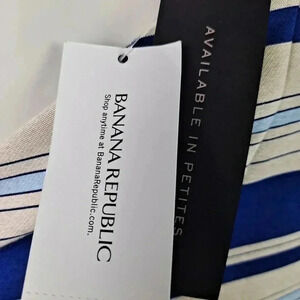 BANANA REPUBLIC
Shop anytime at BananaRepublic.com.
AVAILABLE IN PETITES